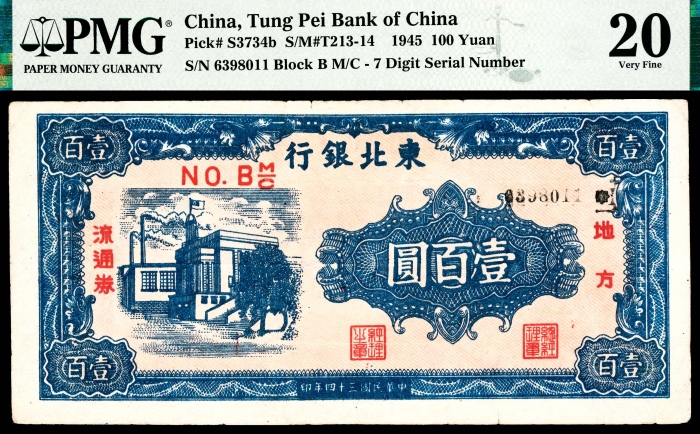 PMG
PAPER MONEY GUARANTY
China, Tung Pei Bank of China
Pick# S3734b S/M#T213-14 1945 100 Yuan
S/N 6398011 Block B M/C - 7 Digit Serial Number
20
Very Fine
壹百
壹百
東北銀行
NO. B M/C
6398011
地方
流通券
壹百圓
壹百
壹百
中華民國三十四年印